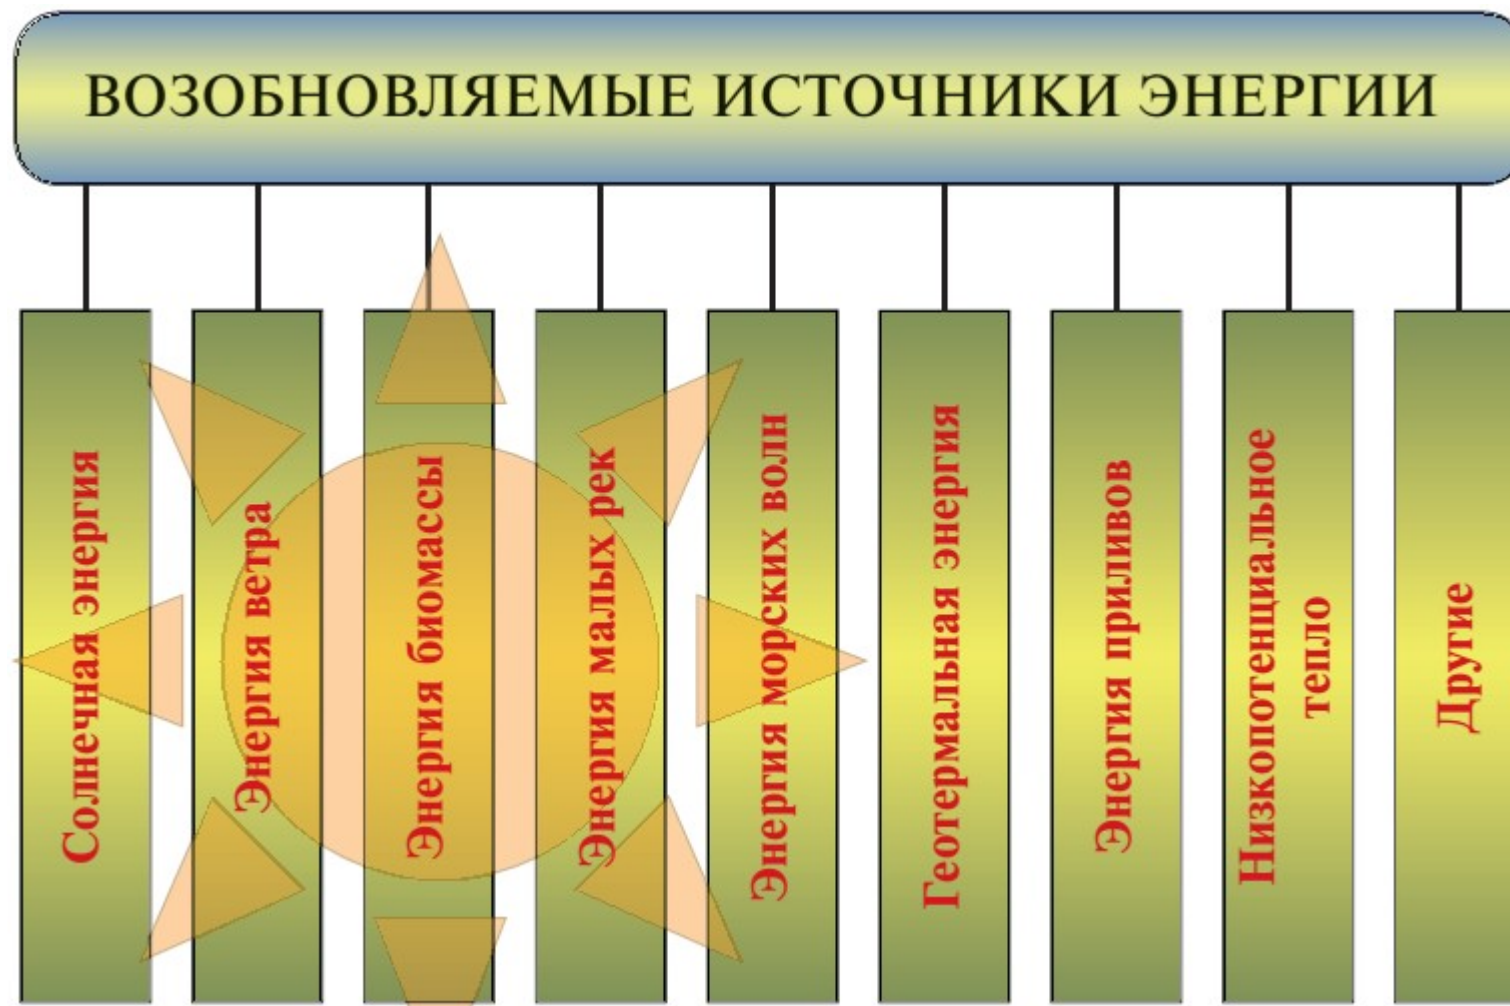 ВОЗОБНОВЛЯЕМЫЕ ИСТОЧНИКИ ЭНЕРГИИ
Солнечная энергия
Энергия ветра
Энергия биомассы
Энергия малых рек
Энергия морских волн
Геотермальная энергия
Энергия приливов
Низкопотенциальное
тепло
Другие